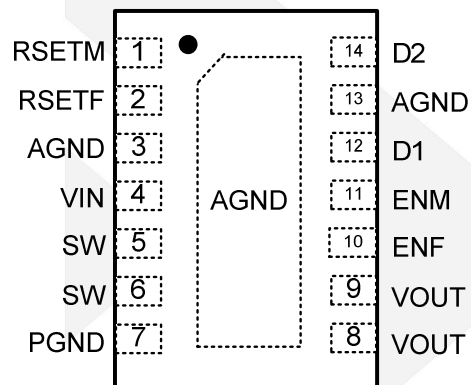 RSETM 1 14 D2
RSETF 2 13 AGND
AGND 3 12 D1
VIN 4 AGND 11 ENM
SW 5 10 ENF
SW 6 9 VOUT
PGND 7 8 VOUT